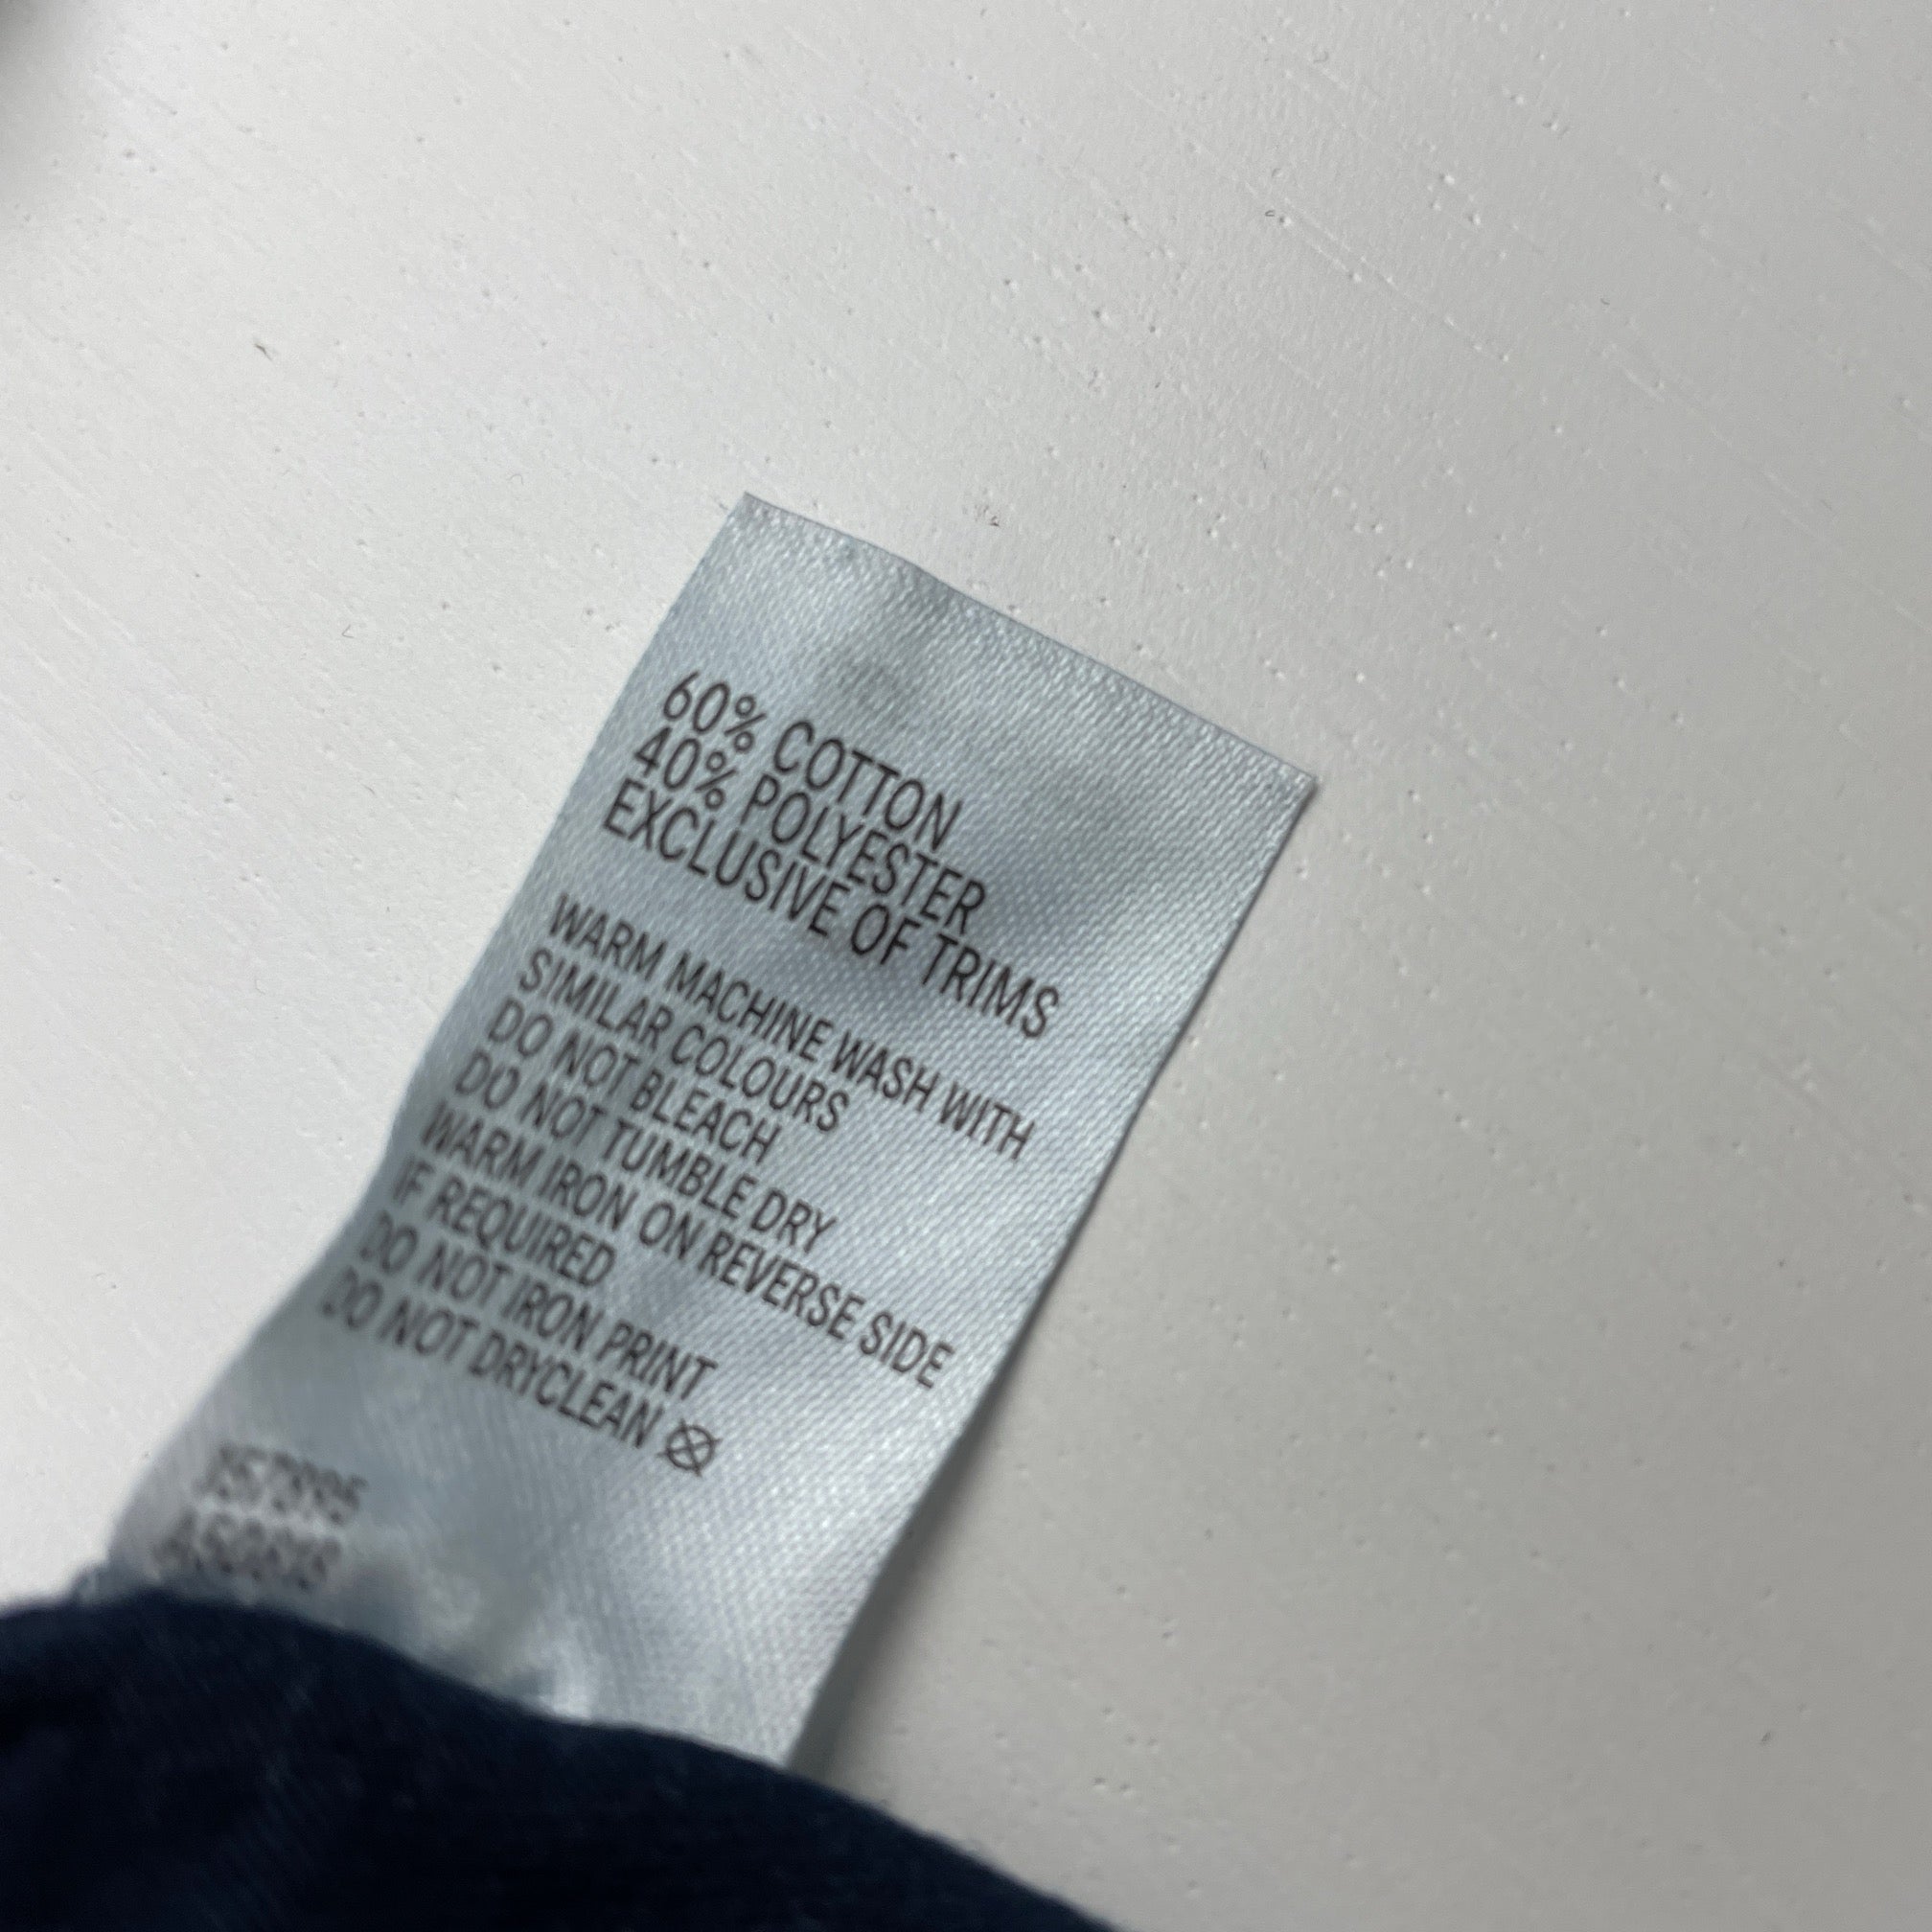 60% COTTON
40% POLYESTER
EXCLUSIVE OF TRIMS
WARM MACHINE WASH WITH
SIMILAR COLOURS
DO NOT BLEACH
DO NOT TUMBLE DRY
WARM IRON ON REVERSE SIDE
IF REQUIRED
DO NOT IRON PRINT
DO NOT DRYCLEAN